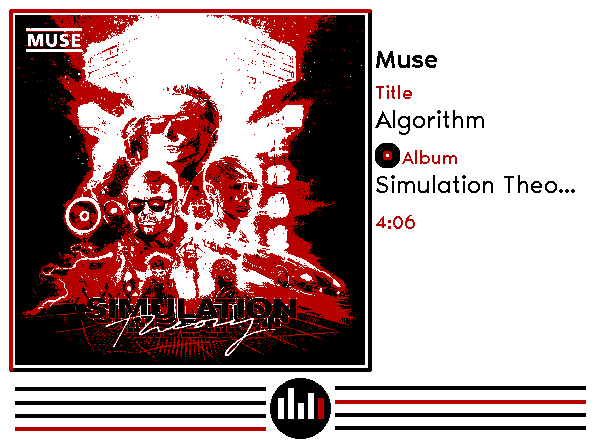 MUSE
SIMULATION
Theory
Muse
Title
Algorithm
Album
Simulation Theo...
4:06